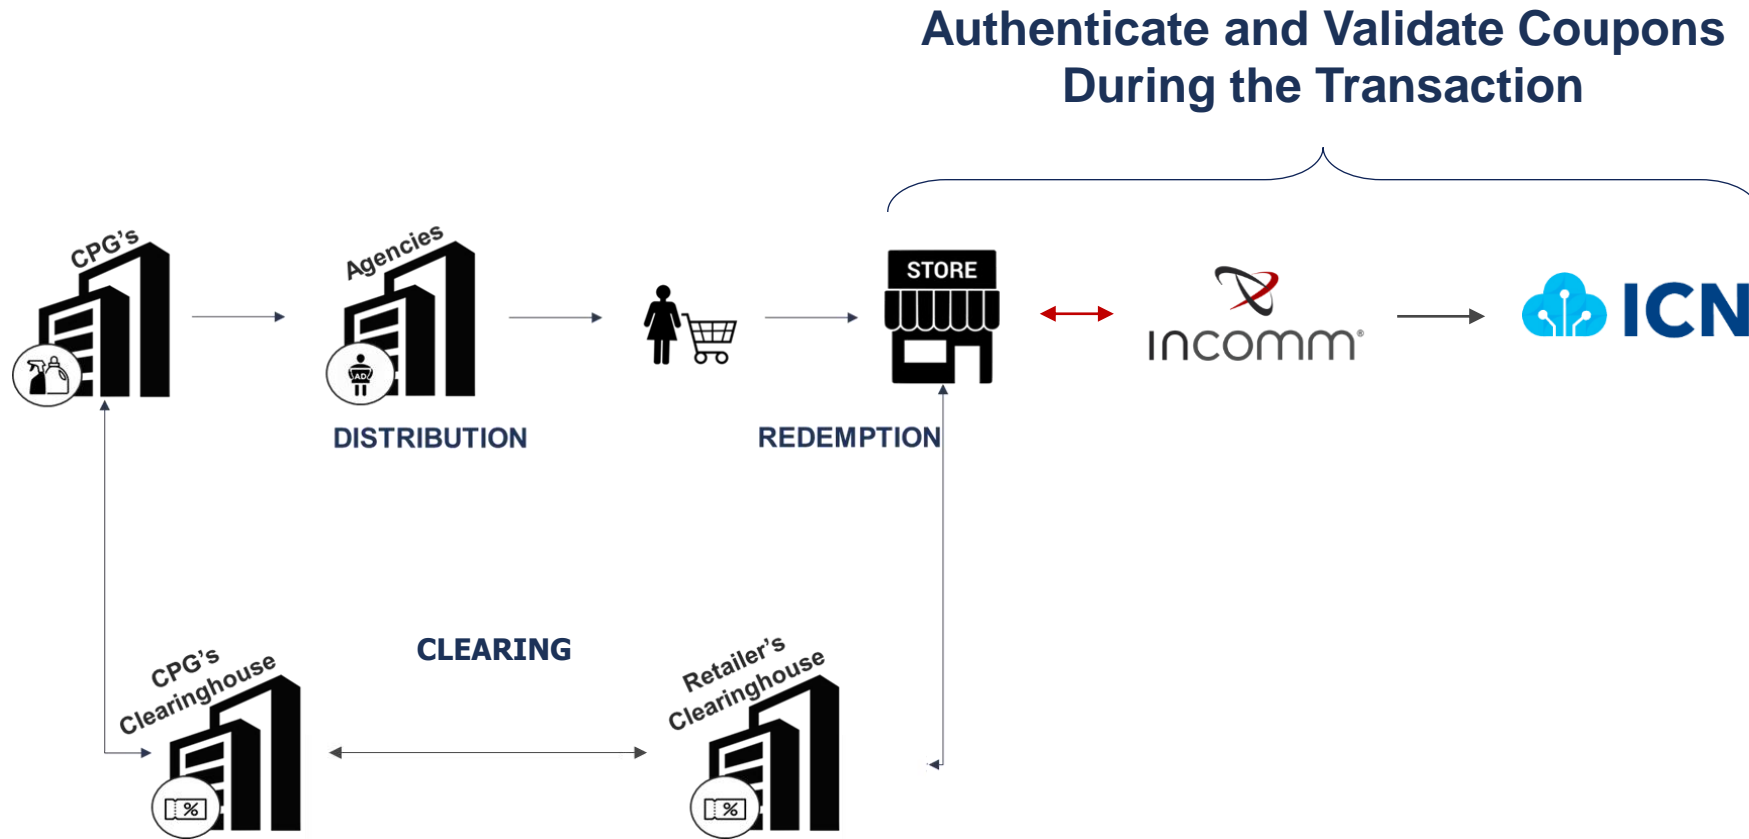 Authenticate and Validate Coupons
During the Transaction
CPG's
Agencies
STORE
AD
INCOMM®
ICN
DISTRIBUTION
REDEMPTION
CLEARING
CPG's
Clearinghouse
Retailer's
Clearinghouse
%
%